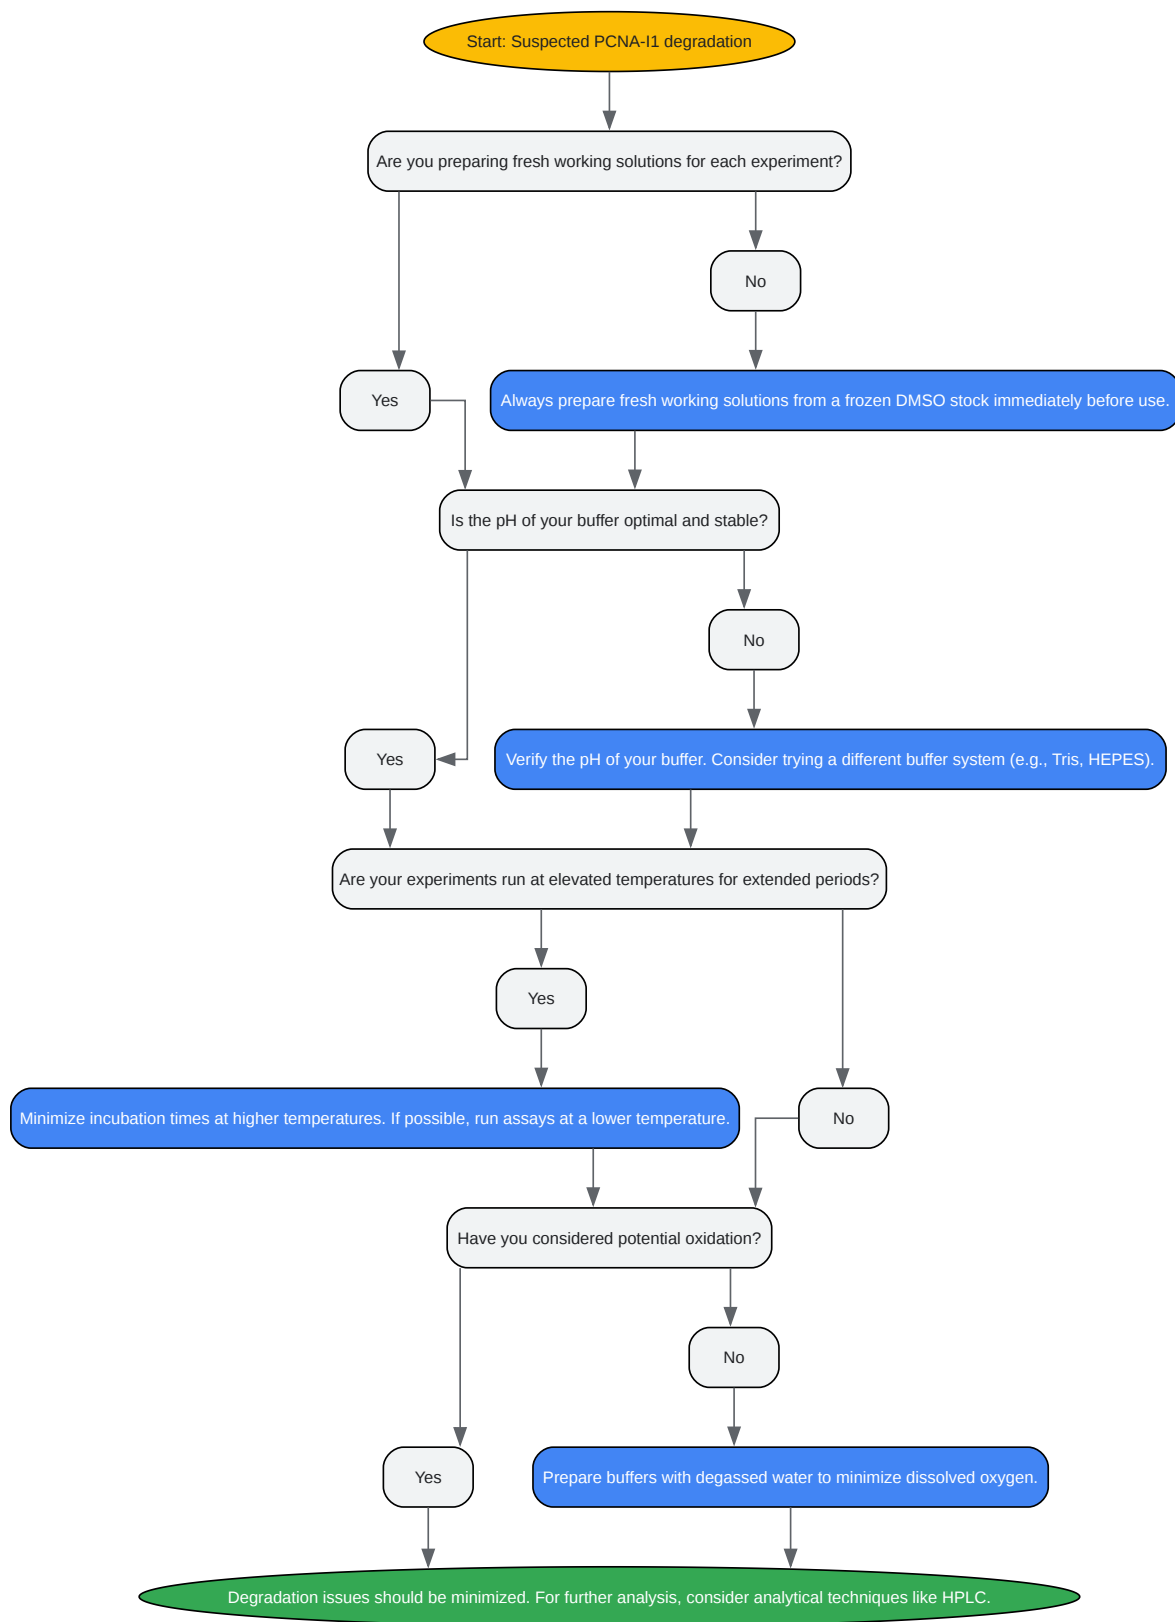 Start: Suspected PCNA-I1 degradation
Are you preparing fresh working solutions for each experiment?
No
Yes
Always prepare fresh working solutions from a frozen DMSO stock immediately before use.
Is the pH of your buffer optimal and stable?
No
Yes
Verify the pH of your buffer. Consider trying a different buffer system (e.g., Tris, HEPES).
Are your experiments run at elevated temperatures for extended periods?
Yes
Minimize incubation times at higher temperatures. If possible, run assays at a lower temperature.
No
Have you considered potential oxidation?
No
Yes
Prepare buffers with degassed water to minimize dissolved oxygen.
Degradation issues should be minimized. For further analysis, consider analytical techniques like HPLC.